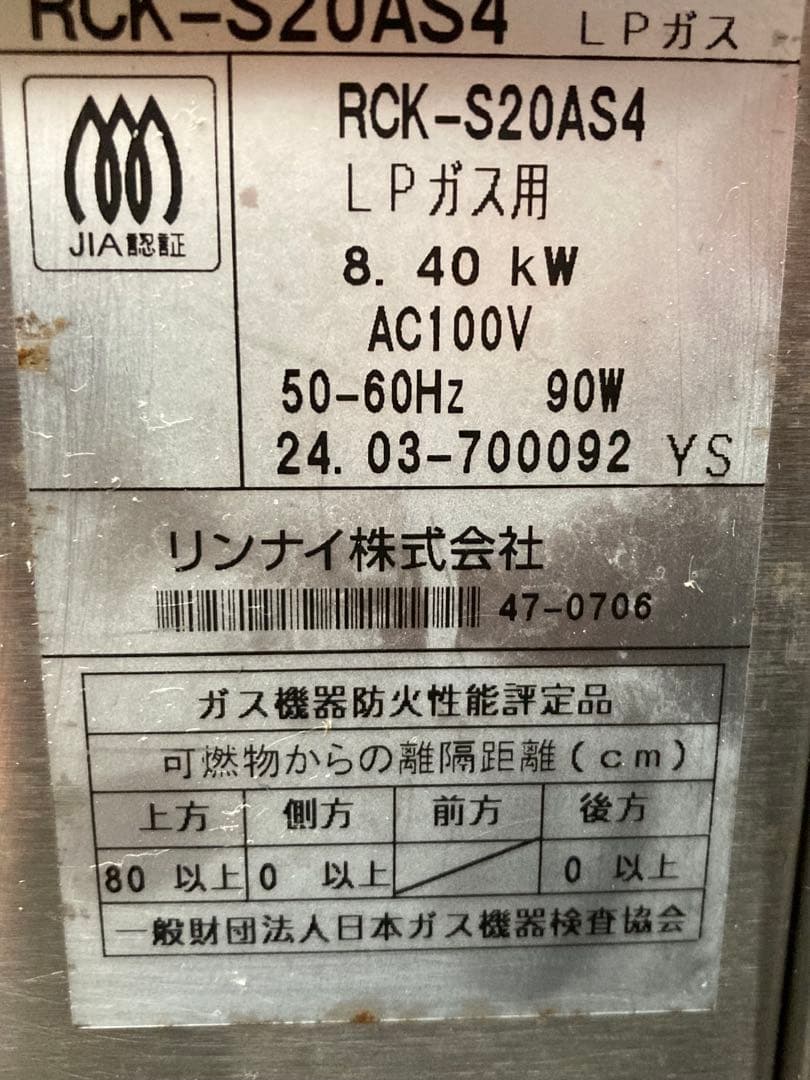 RCK-S20AS4 LPガス
JIA認証
RCK-S20AS4
LPガス用
8.40 kW
AC100V
50-60Hz 90W
24.03-700092 YS
リンナイ株式会社
47-0706
ガス機器防火性能評定品
可燃物からの離隔距離(cm)
上方 側方 前方 後方
80 以上 0 以上 0 以上
一般財団法人日本ガス機器検査協会